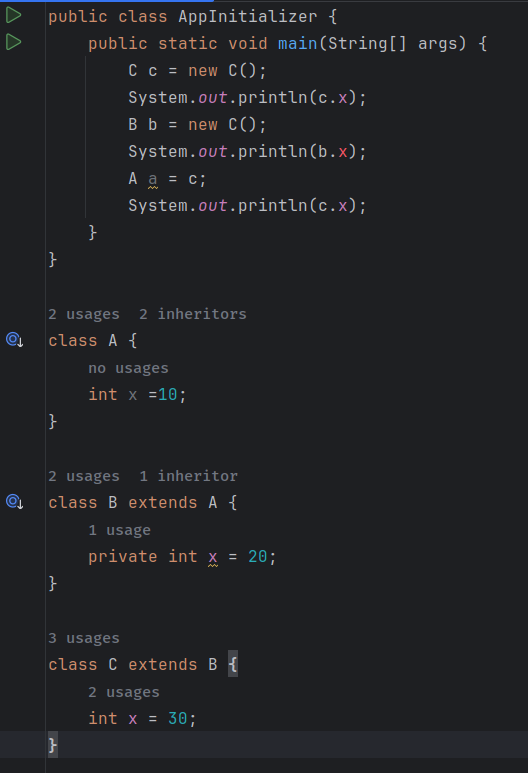 public class AppInitializer {
public static void main(String[] args) {
C c = new C();
System.out.println(c.x);
B b = new C();
System.out.println(b.x);
A a = c;
System.out.println(c.x);
}
}
2 usages  2 inheritors
class A {
no usages
int x =10;
}
2 usages  1 inheritor
class B extends A {
1 usage
private int x = 20;
}
3 usages
class C extends B {
2 usages
int x = 30;
}